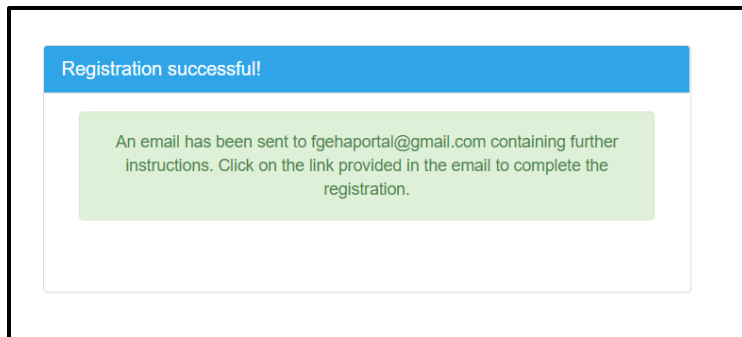 Registration successful!
An email has been sent to fgehaportal@gmail.com containing further
instructions. Click on the link provided in the email to complete the
registration.